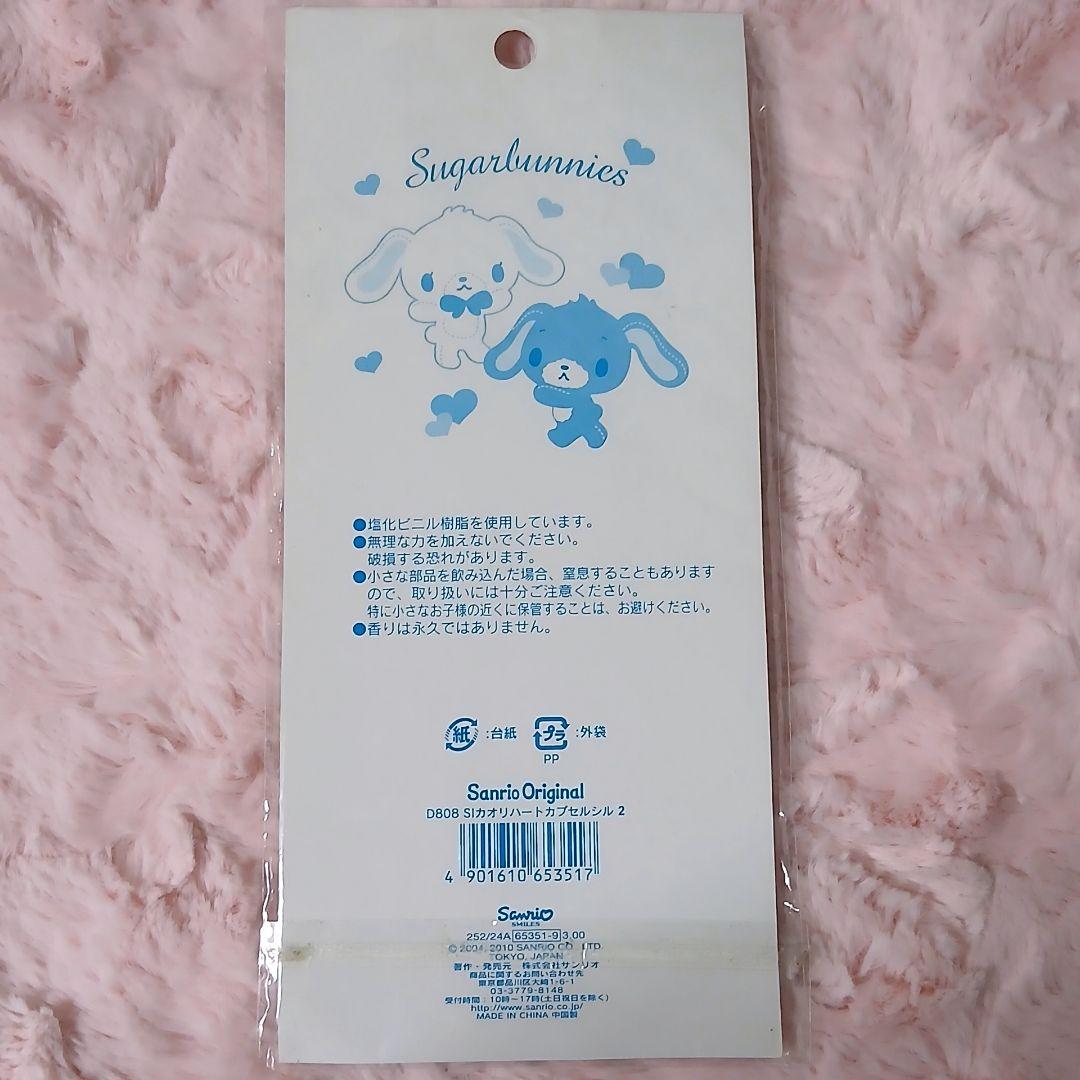 Sugarbunnies
●塩化ビニル樹脂を使用しています。
●無理な力を加えないでください。
破損する恐れがあります。
●小さな部品を飲み込んだ場合、窒息することもあります
ので、取り扱いには十分ご注意ください。
特に小さなお子様の近くに保管することは、お避けください。
●香りは永久ではありません。
紙 :台紙 プラ :外袋
PP
Sanrio Original
D808 SIカオリハートカプセルシル 2
4 901610 653517
Sanrio
SMILES
252/24A 65351-9 3.00
© 2004, 2010 SANRIO CO., LTD.
TOKYO, JAPAN
著作・発売元 株式会社サンリオ
商品に関するお問い合わせ先
東京都品川区大崎1-6-1
03-3779-8148
受付時間:10時~17時(土日祝日を除く)
http://www.sanrio.co.jp/
MADE IN CHINA 中国製